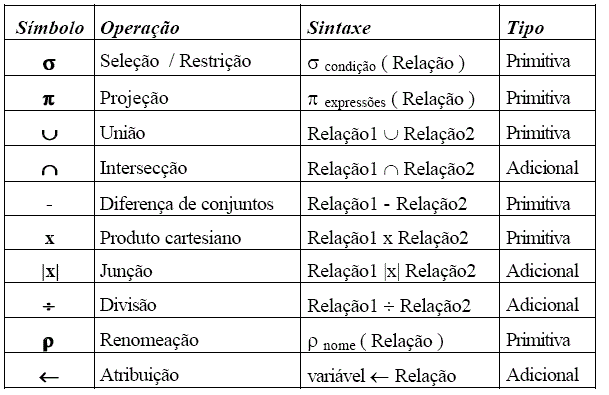 Símbolo Operação Sintaxe Tipo
σ Seleção / Restrição σ condição ( Relação ) Primitiva
π Projeção π expressões ( Relação ) Primitiva
∪ União Relação1 ∪ Relação2 Primitiva
∩ Intersecção Relação1 ∩ Relação2 Adicional
- Diferença de conjuntos Relação1 - Relação2 Primitiva
x Produto cartesiano Relação1 x Relação2 Primitiva
|x| Junção Relação1 |x| Relação2 Adicional
÷ Divisão Relação1 ÷ Relação2 Adicional
ρ Renomeação ρ nome ( Relação ) Primitiva
← Atribuição variável ← Relação Adicional